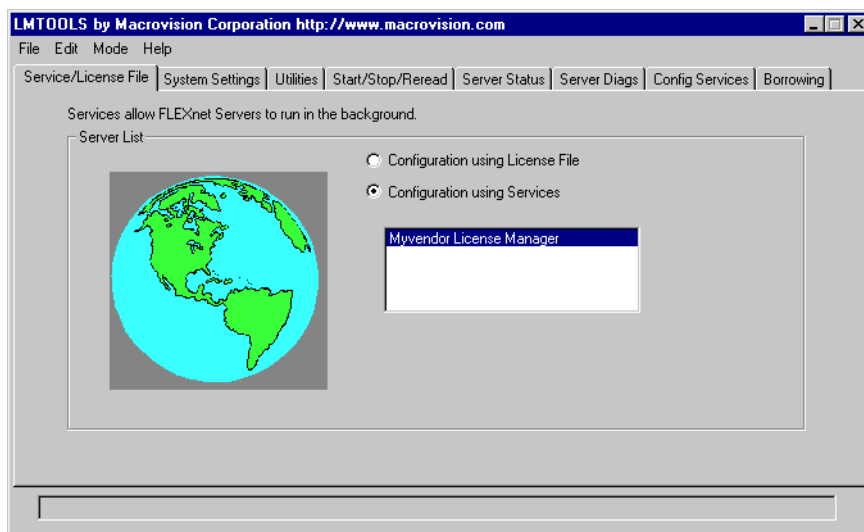 LMTOOLS by Macrovision Corporation http://www.macrovision.com
File Edit Mode Help
Service/License File System Settings Utilities Start/Stop/Reread Server Status Server Diags Config Services Borrowing
Services allow FLEXnet Servers to run in the background.
Server List
Configuration using License File
Configuration using Services
Myvendor License Manager